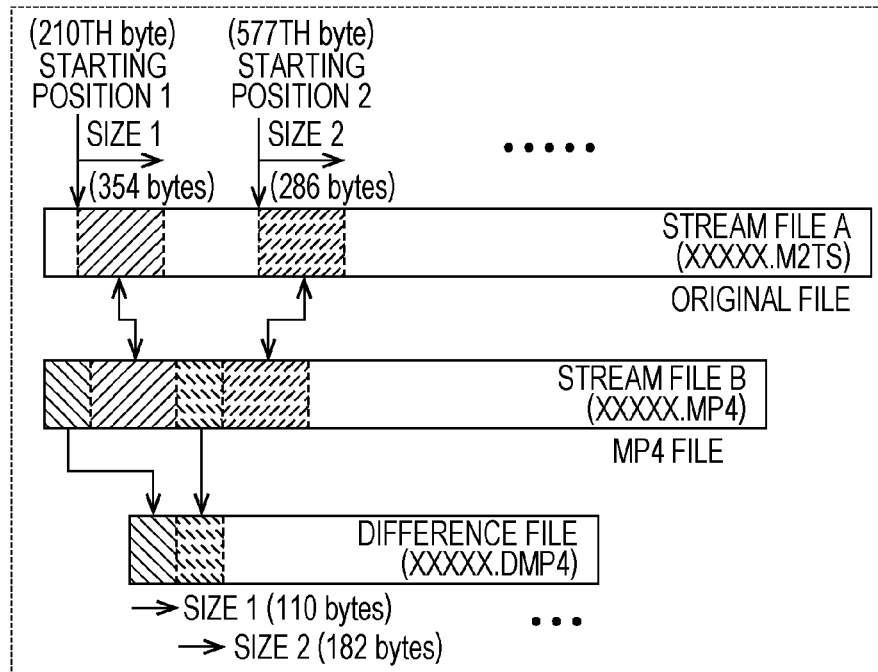 (210TH byte)
STARTING
POSITION 1
(577TH byte)
STARTING
POSITION 2
SIZE 1
(354 bytes)
SIZE 2
(286 bytes)
STREAM FILE A
(XXXXX.M2TS)
ORIGINAL FILE
STREAM FILE B
(XXXXX.MP4)
MP4 FILE
DIFFERENCE FILE
(XXXXX.DMP4)
SIZE 1 (110 bytes)
SIZE 2 (182 bytes)